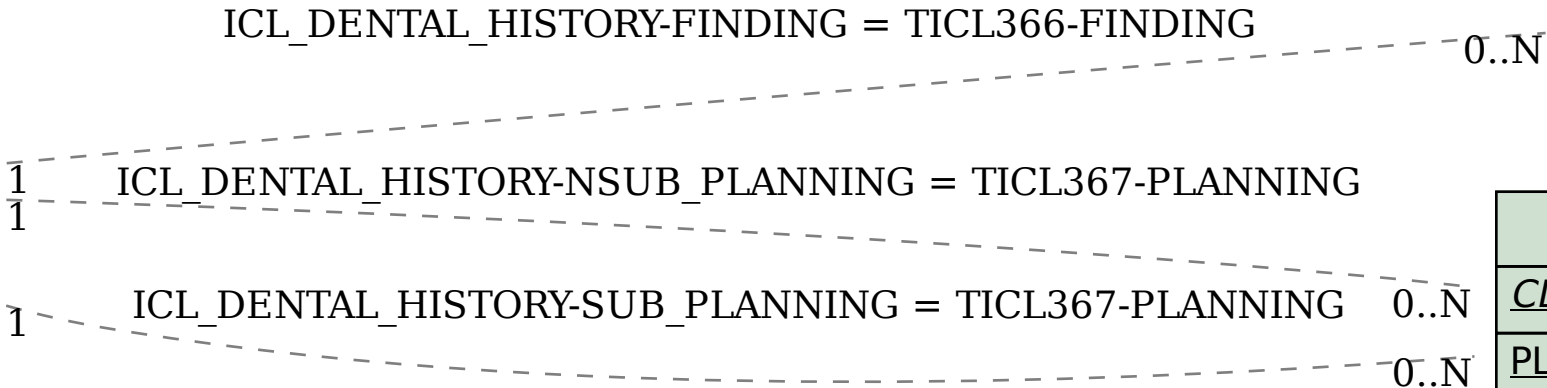 ICL_DENTAL_HISTORY-FINDING = TICL366-FINDING
0..N
1
ICL_DENTAL_HISTORY-NSUB_PLANNING = TICL367-PLANNING
1
ICL_DENTAL_HISTORY-SUB_PLANNING = TICL367-PLANNING
0..N
1
0..N